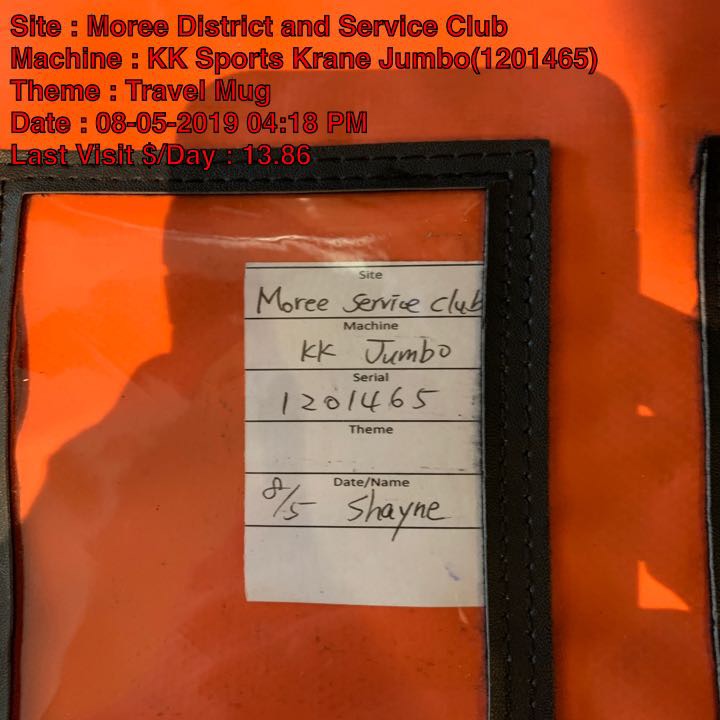 Site : Moree District and Service Club
Machine : KK Sports Krane Jumbo(1201465)
Theme : Travel Mug
Date : 08-05-2019 04:18 PM
Last Visit $/Day : 13.86
Site
Moree Service club
Machine
KK Jumbo
Serial
1201465
Theme
Date/Name
8/5 Shayne